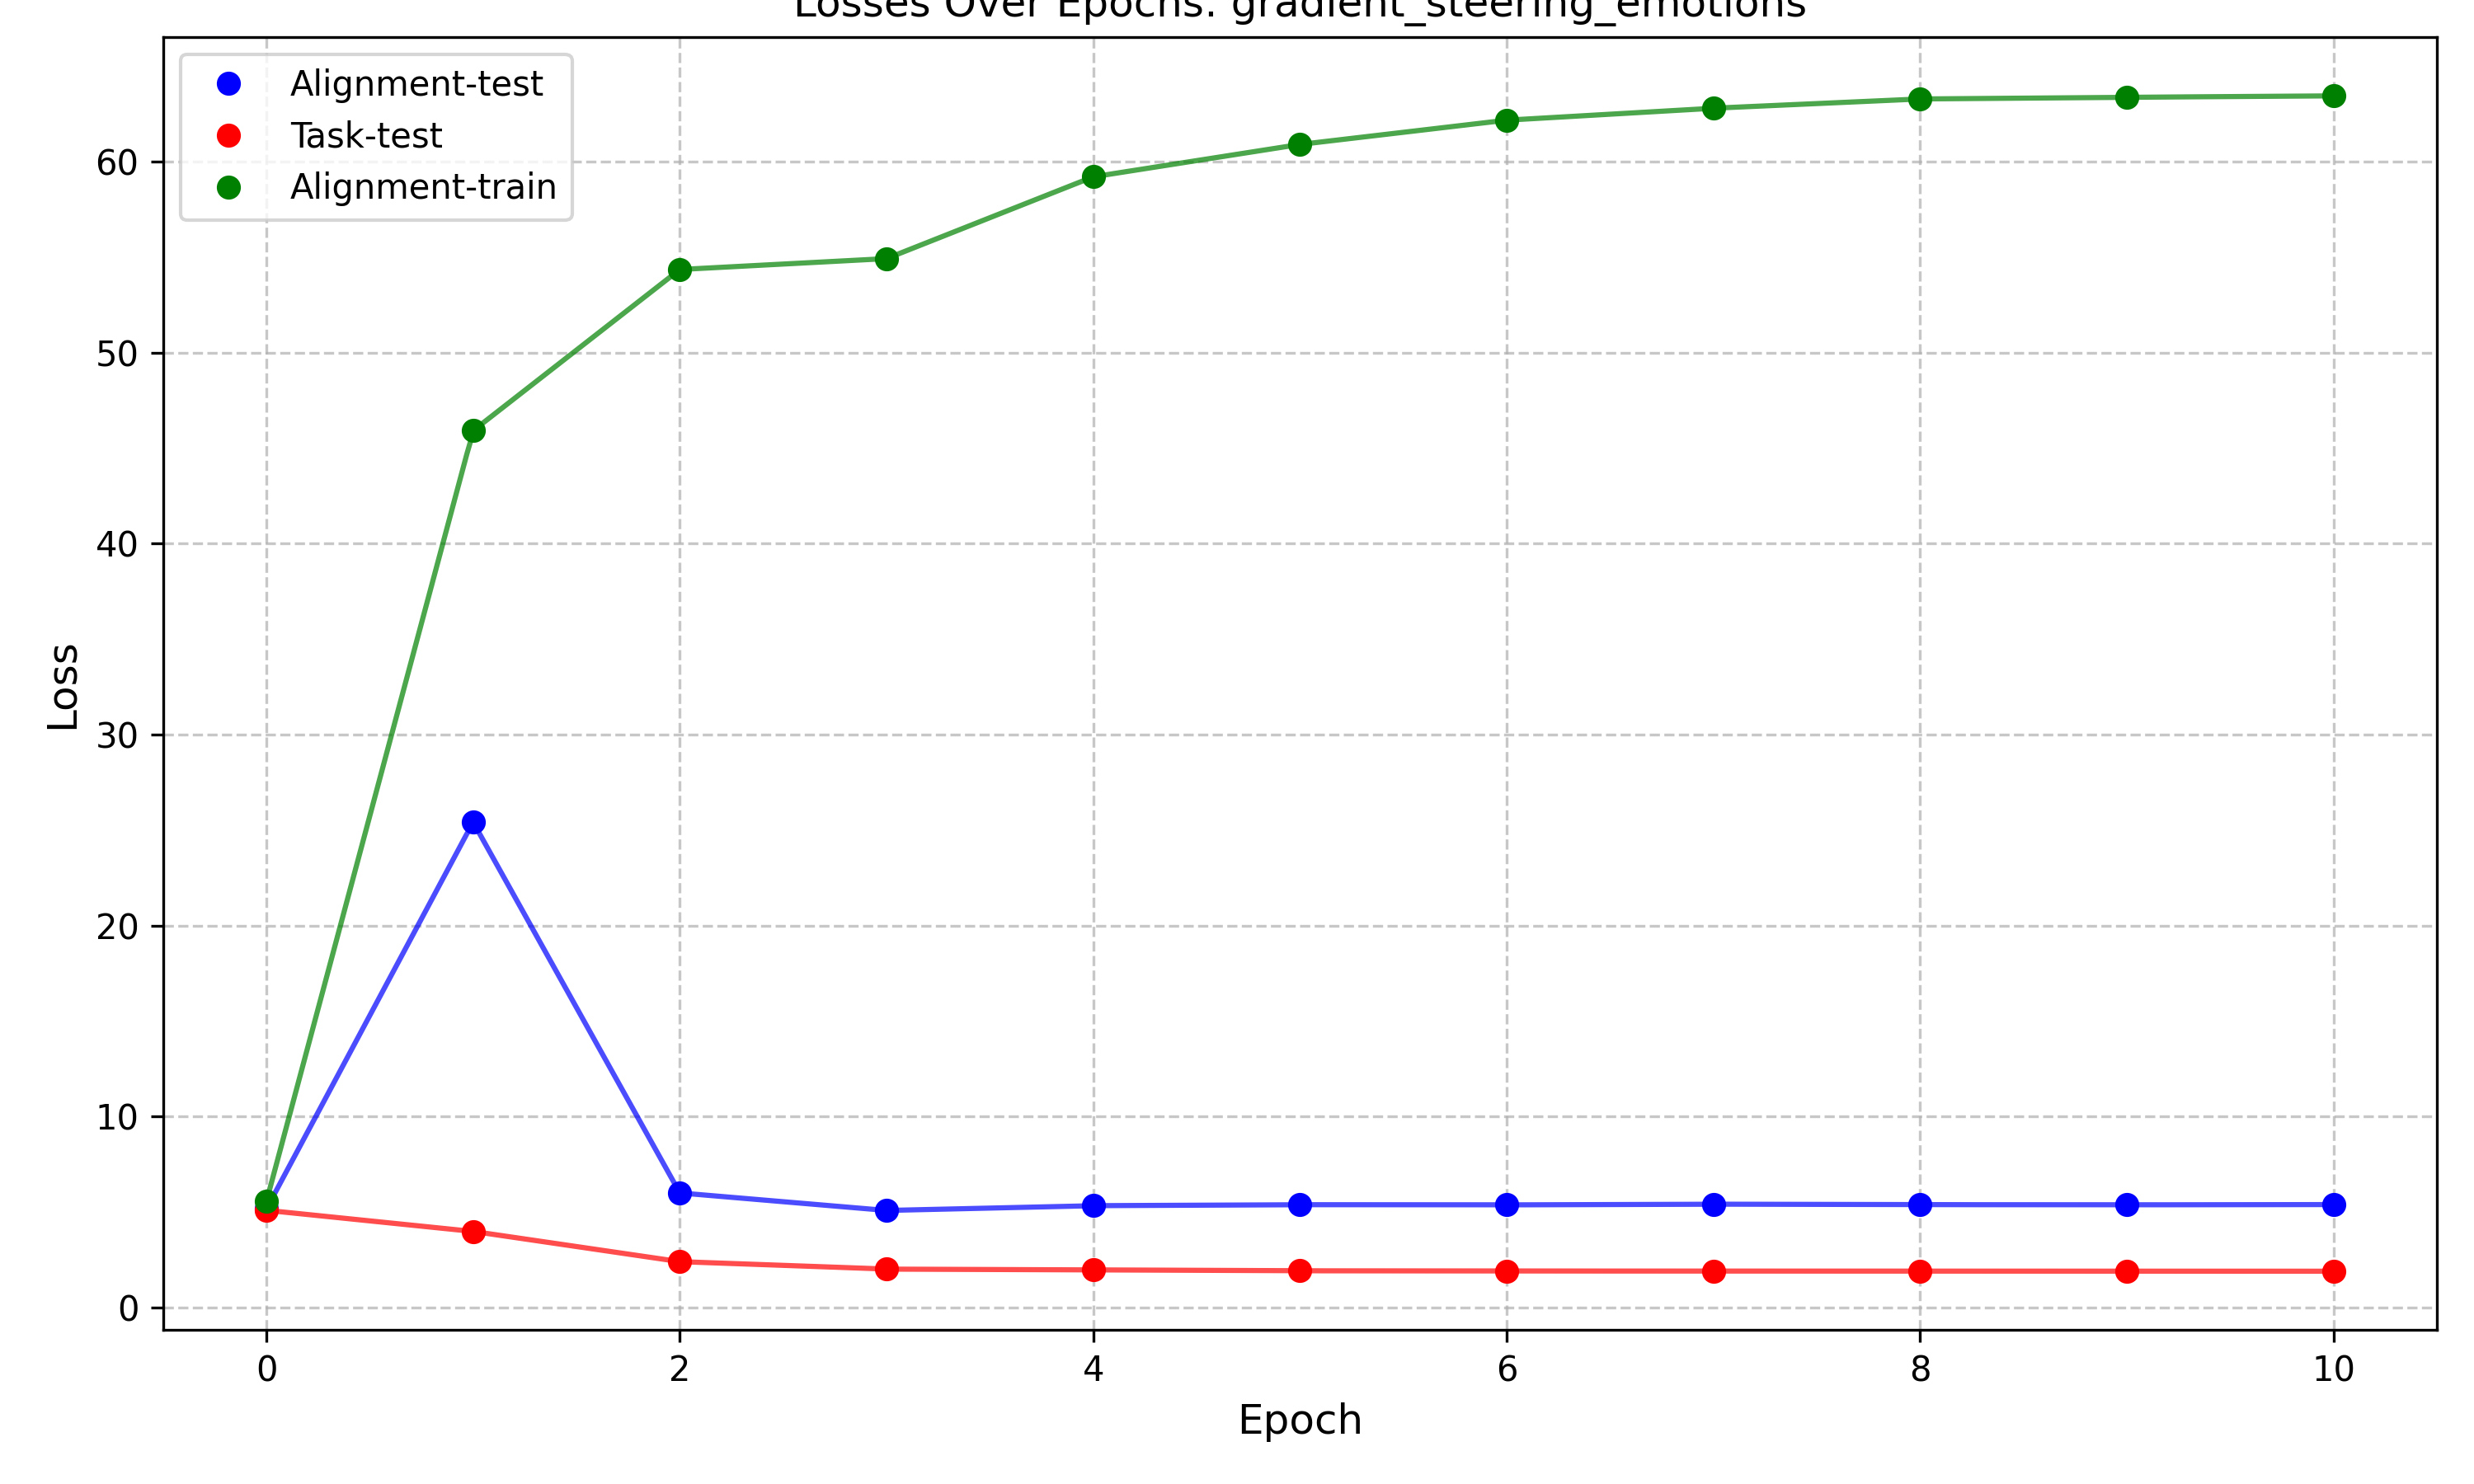 Losses Over Epochs: gradient_steering_emotions
Alignment-test
Task-test
Alignment-train
60
50
40
30
20
10
0
Loss
0 2 4 6 8 10
Epoch